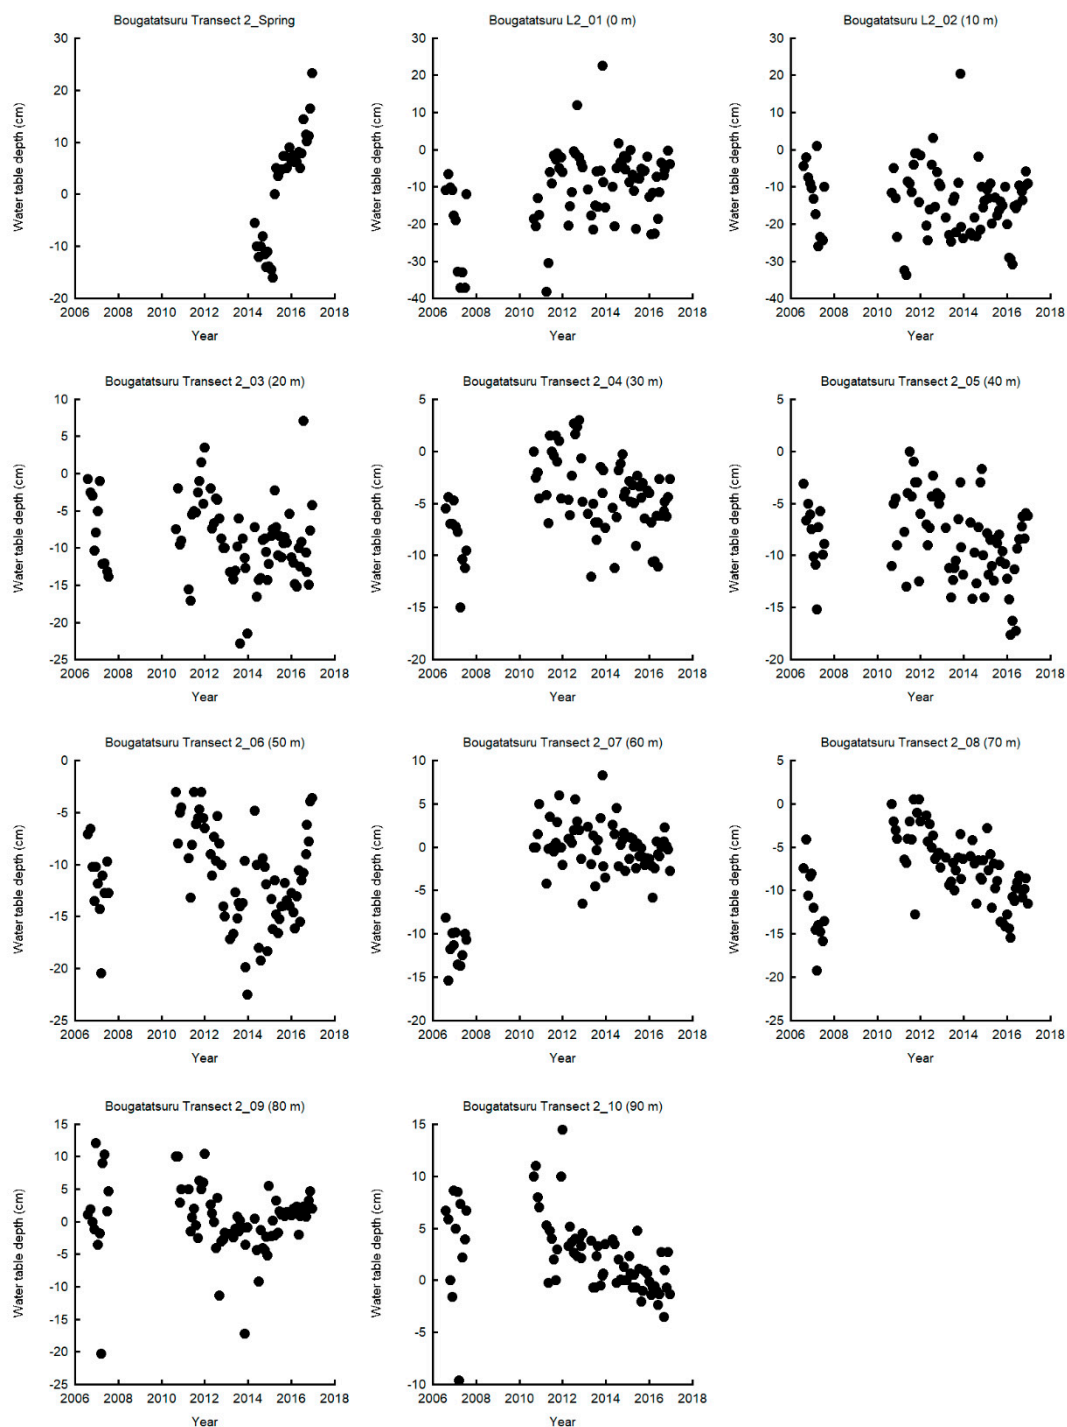 Bougatatsuru Transect 2_Spring
Water table depth (cm)
30
20
10
0
-10
-20
2006 2008 2010 2012 2014 2016 2018
Year
Bougatatsuru L2_01 (0 m)
Water table depth (cm)
30
20
10
0
-10
-20
-30
-40
2006 2008 2010 2012 2014 2016 2018
Year
Bougatatsuru L2_02 (10 m)
Water table depth (cm)
30
20
10
0
-10
-20
-30
-40
2006 2008 2010 2012 2014 2016 2018
Year
Bougatatsuru Transect 2_03 (20 m)
Water table depth (cm)
10
5
0
-5
-10
-15
-20
-25
2006 2008 2010 2012 2014 2016 2018
Year
Bougatatsuru Transect 2_04 (30 m)
Water table depth (cm)
5
0
-5
-10
-15
-20
2006 2008 2010 2012 2014 2016 2018
Year
Bougatatsuru Transect 2_05 (40 m)
Water table depth (cm)
5
0
-5
-10
-15
-20
2006 2008 2010 2012 2014 2016 2018
Year
Bougatatsuru Transect 2_06 (50 m)
Water table depth (cm)
0
-5
-10
-15
-20
-25
2006 2008 2010 2012 2014 2016 2018
Year
Bougatatsuru Transect 2_07 (60 m)
Water table depth (cm)
10
5
0
-5
-10
-15
-20
2006 2008 2010 2012 2014 2016 2018
Year
Bougatatsuru Transect 2_08 (70 m)
Water table depth (cm)
5
0
-5
-10
-15
-20
-25
2006 2008 2010 2012 2014 2016 2018
Year
Bougatatsuru Transect 2_09 (80 m)
Water table depth (cm)
15
10
5
0
-5
-10
-15
-20
-25
2006 2008 2010 2012 2014 2016 2018
Year
Bougatatsuru Transect 2_10 (90 m)
Water table depth (cm)
15
10
5
0
-5
-10
2006 2008 2010 2012 2014 2016 2018
Year